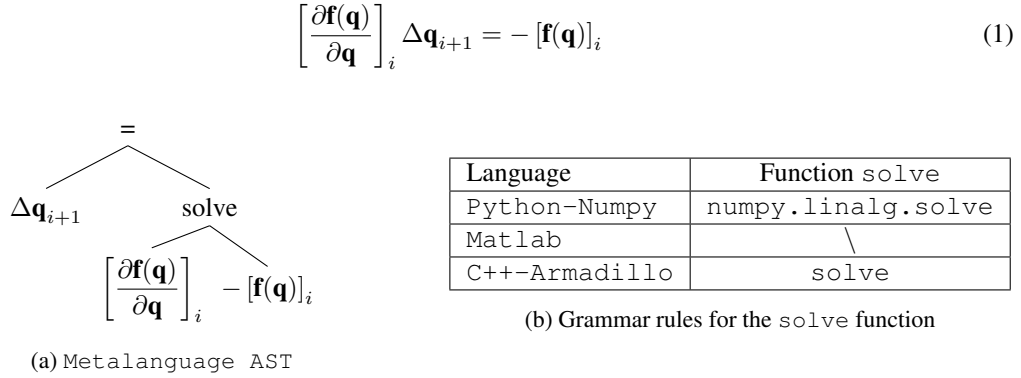 [∂f(q)/∂q]_i Δq_{i+1} = − [f(q)]_i (1)
=
Δq_{i+1} solve
[∂f(q)/∂q]_i − [f(q)]_i
(a) Metalanguage AST
Language Function solve
Python-Numpy numpy.linalg.solve
Matlab \
C++-Armadillo solve
(b) Grammar rules for the solve function